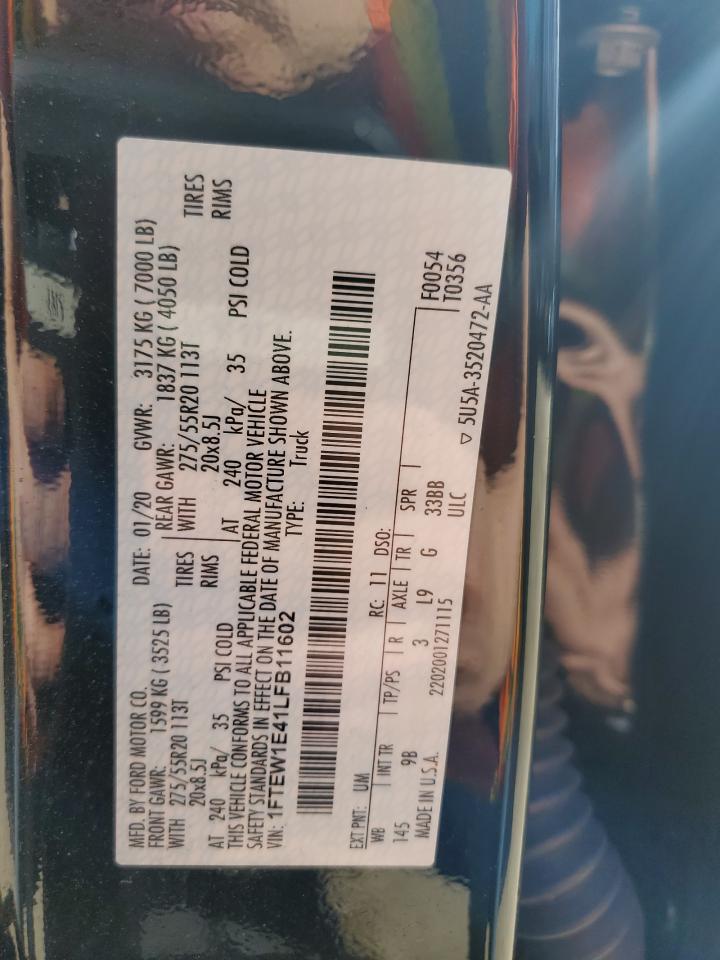 MFD. BY FORD MOTOR CO. DATE: 01/20 GVWR: 3175 KG ( 7000 LB)
FRONT GAWR: 1599 KG ( 3525 LB) REAR GAWR: 1837 KG ( 4050 LB)
WITH 275/55R20 113T TIRES WITH 275/55R20 113T TIRES
20x8.5J RIMS 20x8.5J RIMS
AT 240 kPa/ 35 PSI COLD AT 240 kPa/ 35 PSI COLD
THIS VEHICLE CONFORMS TO ALL APPLICABLE FEDERAL MOTOR VEHICLE
SAFETY STANDARDS IN EFFECT ON THE DATE OF MANUFACTURE SHOWN ABOVE.
VIN: 1FTEW1E41LFB11602 TYPE: Truck
EXT PNT: UM RC: 11 DSO:
WB INT TR TP/PS R AXLE TR SPR F0054
145 9B 3 L9 G 33BB T0356
MADE IN U.S.A. 2202001271115 ULC
▽ 5U5A-3520472-AA